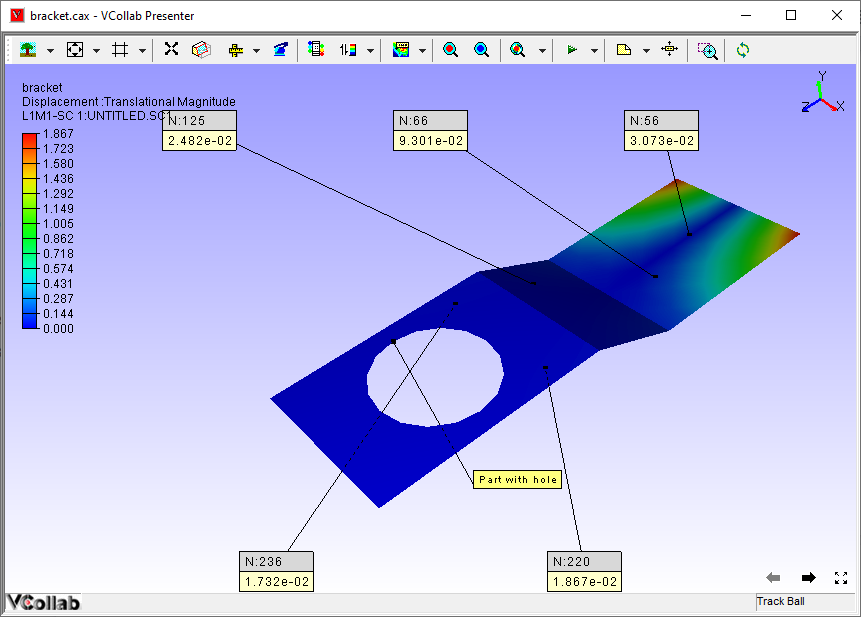 bracket.cax - VCollab Presenter
bracket
Displacement :Translational Magnitude
L1M1-SC 1:UNTITLED.SC1
N:125
2.482e-02
N:66
9.301e-02
N:56
3.073e-02
1.867
1.723
1.580
1.436
1.292
1.149
1.005
0.862
0.718
0.574
0.431
0.287
0.144
0.000
Y
X
Z
Part with hole
N:236
1.732e-02
N:220
1.867e-02
VCollab
Track Ball